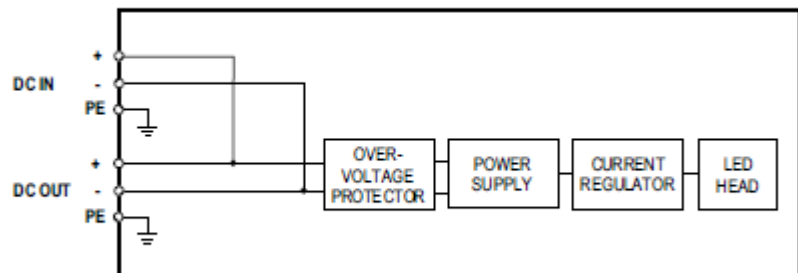 +
DC IN -
PE
+
DC OUT -
PE
OVER-
VOLTAGE
PROTECTOR
POWER
SUPPLY
CURRENT
REGULATOR
LED
HEAD